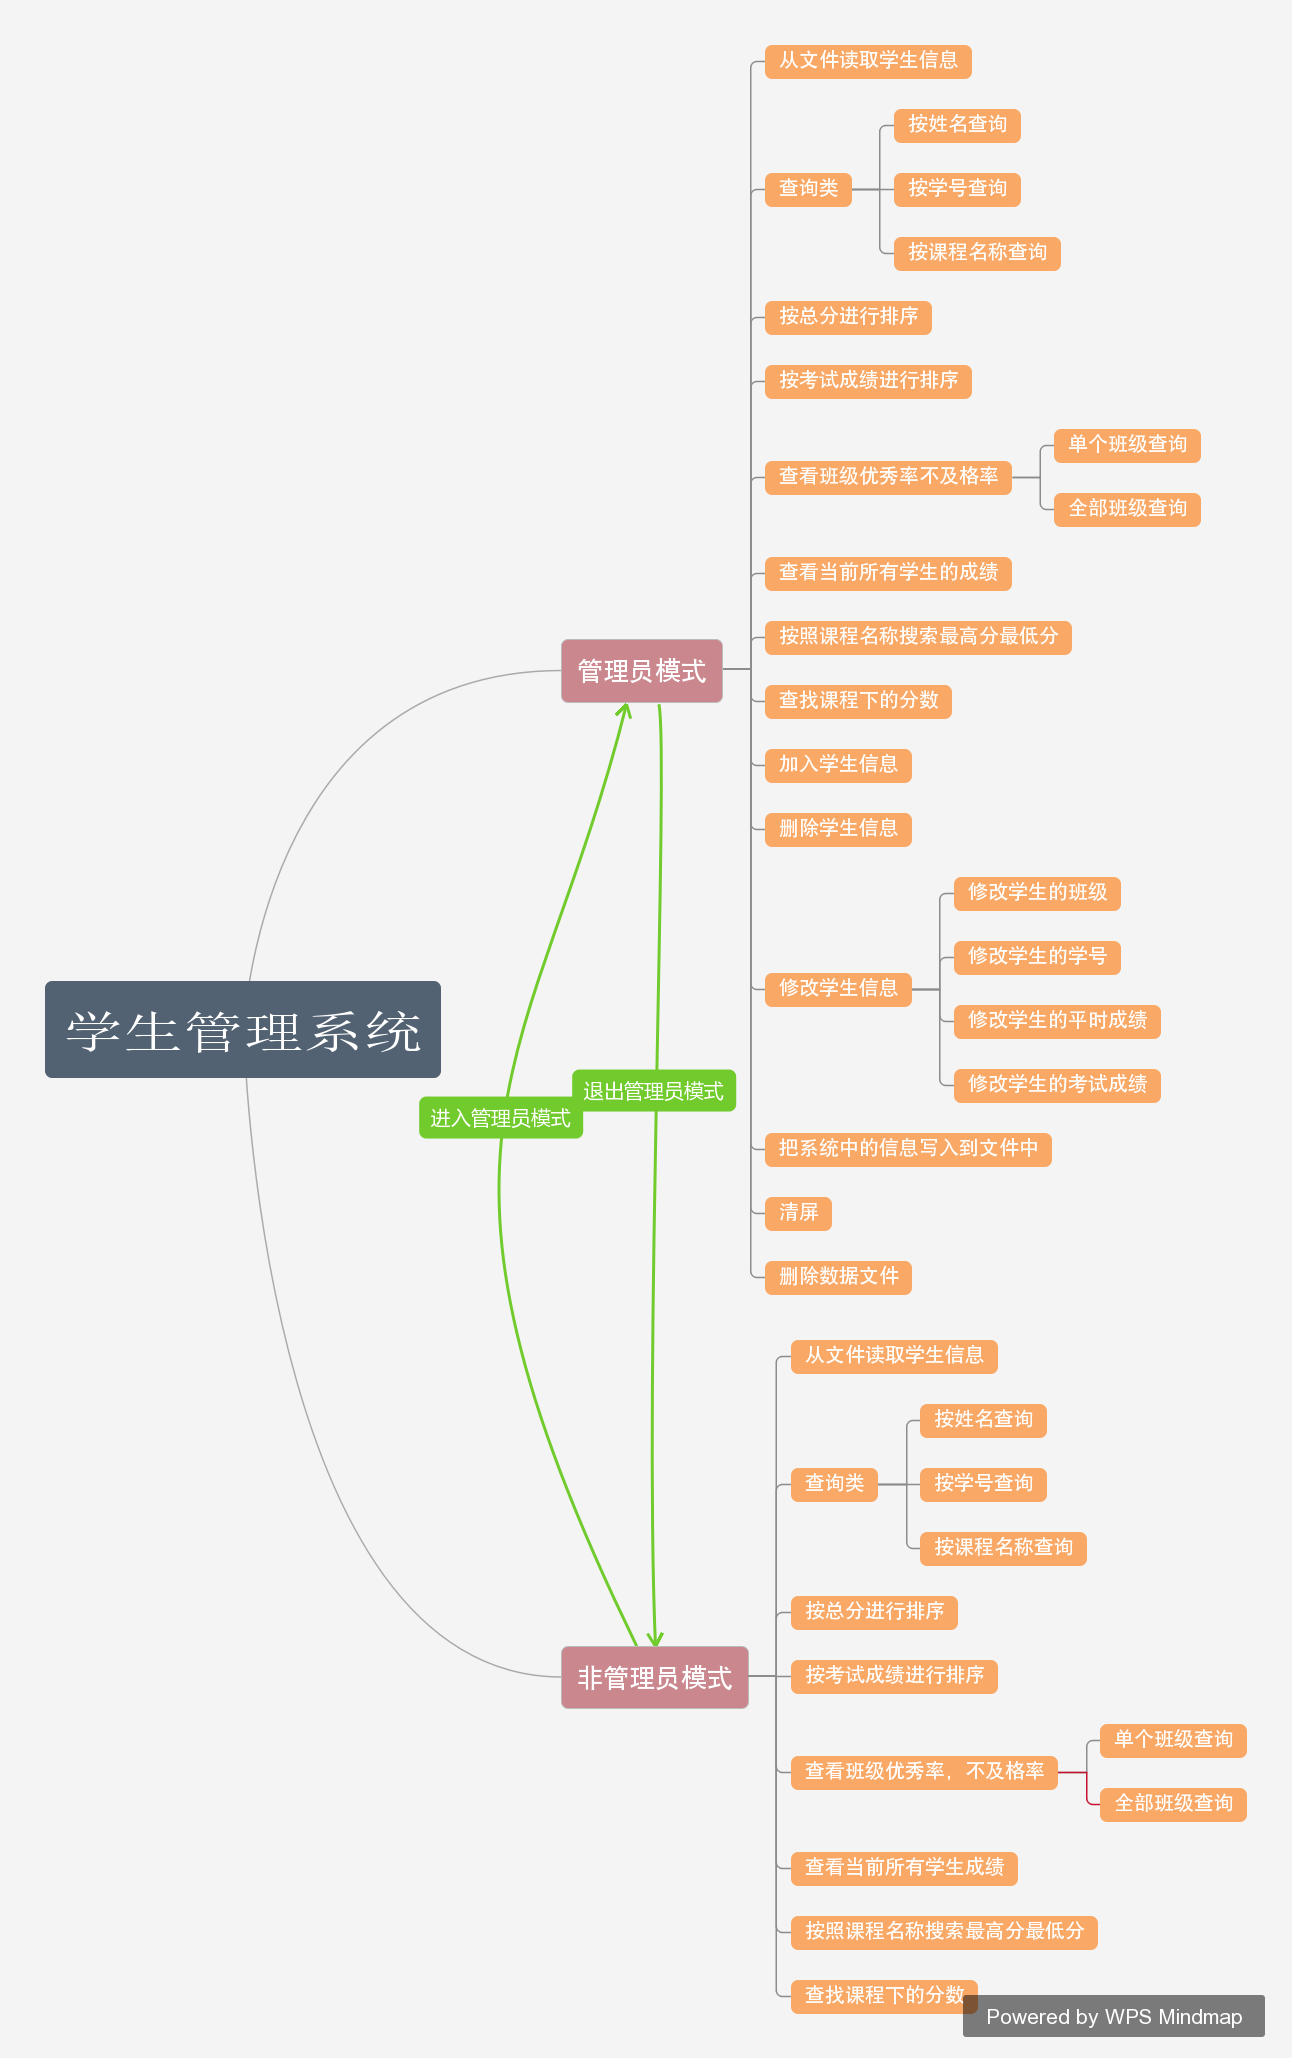 学生管理系统
管理员模式
从文件读取学生信息
查询类
按姓名查询
按学号查询
按课程名称查询
按总分进行排序
按考试成绩进行排序
查看班级优秀率不及格率
单个班级查询
全部班级查询
查看当前所有学生的成绩
按照课程名称搜索最高分最低分
查找课程下的分数
加入学生信息
删除学生信息
修改学生信息
修改学生的班级
修改学生的学号
修改学生的平时成绩
修改学生的考试成绩
把系统中的信息写入到文件中
清屏
删除数据文件
退出管理员模式
进入管理员模式
非管理员模式
从文件读取学生信息
查询类
按姓名查询
按学号查询
按课程名称查询
按总分进行排序
按考试成绩进行排序
查看班级优秀率，不及格率
单个班级查询
全部班级查询
查看当前所有学生成绩
按照课程名称搜索最高分最低分
查找课程下的分数
Powered by WPS Mindmap